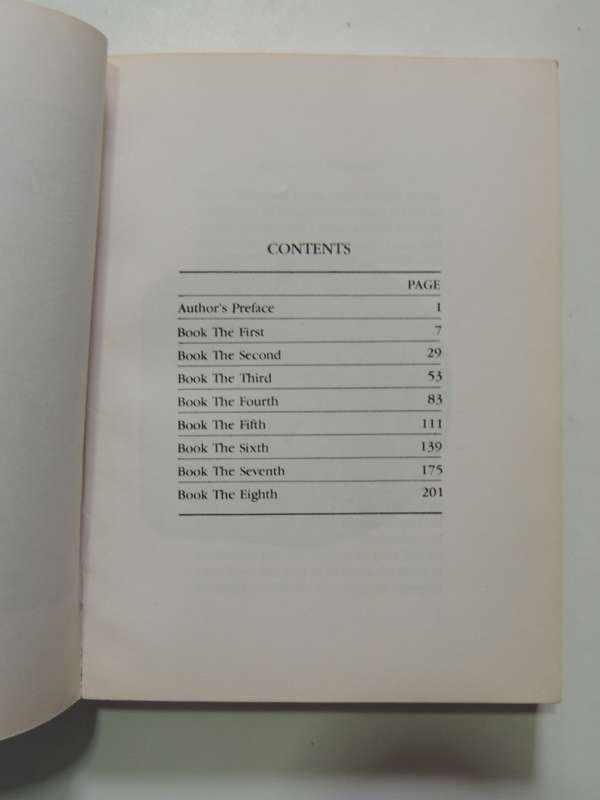 CONTENTS
PAGE
Author's Preface 1
Book The First 7
Book The Second 29
Book The Third 53
Book The Fourth 83
Book The Fifth 111
Book The Sixth 139
Book The Seventh 175
Book The Eighth 201